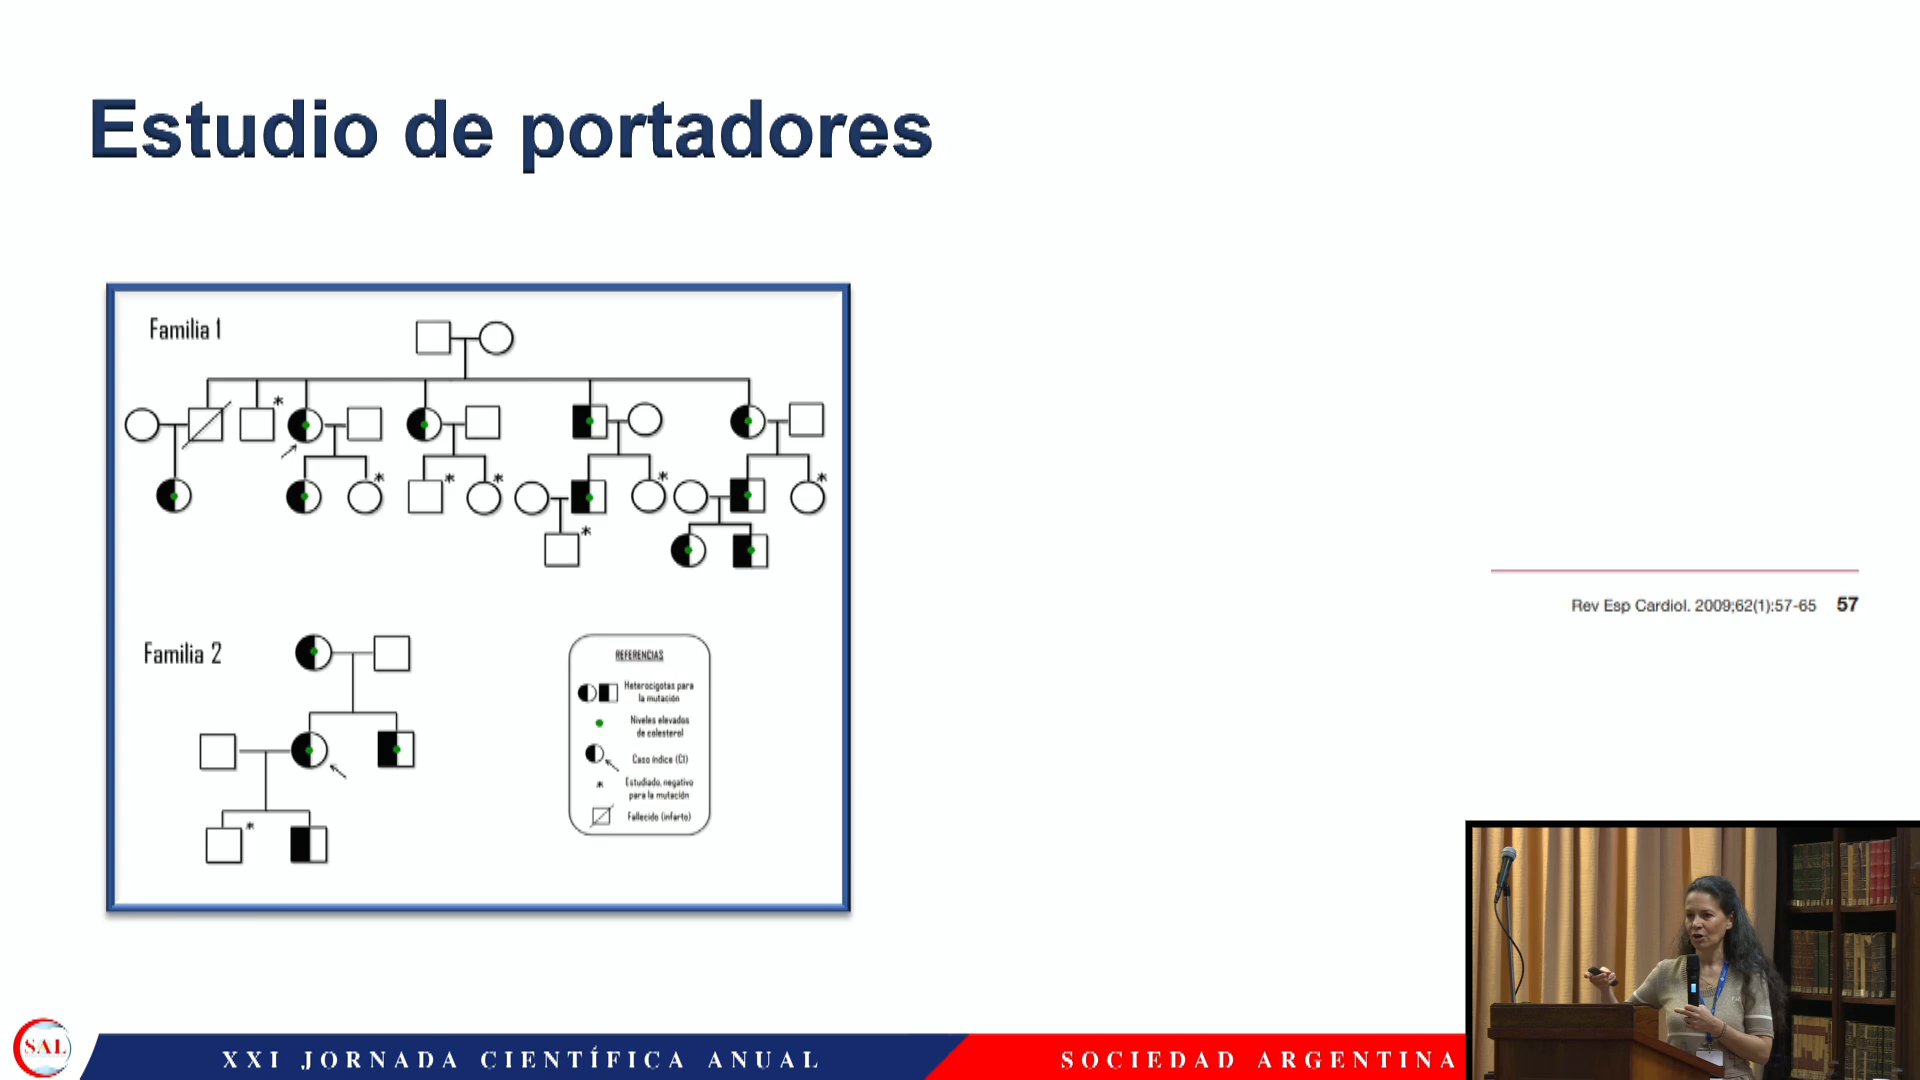 Estudio de portadores
Familia 1
*
*
*
*
*
*
*
Familia 2
*
REFERENCIAS
Heterocigotas para
la mutación
Niveles elevados
de colesterol
Caso índice (CI)
*
Estudiado, negativo
para la mutación
Fallecido (infarto)
Rev Esp Cardiol. 2009;62(1):57-65 57
SAL
XXI JORNADA CIENTÍFICA ANUAL
SOCIEDAD ARGENTINA